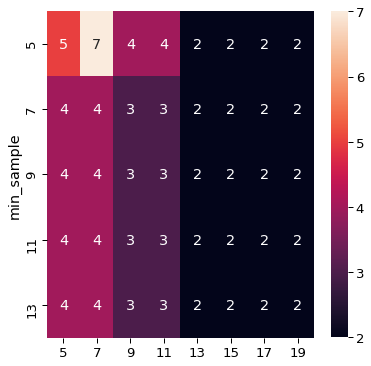 5 5 7 4 4 2 2 2 2
7 4 4 3 3 2 2 2 2
9 4 4 3 3 2 2 2 2
11 4 4 3 3 2 2 2 2
13 4 4 3 3 2 2 2 2
min_sample
5 7 9 11 13 15 17 19
7
6
5
4
3
2